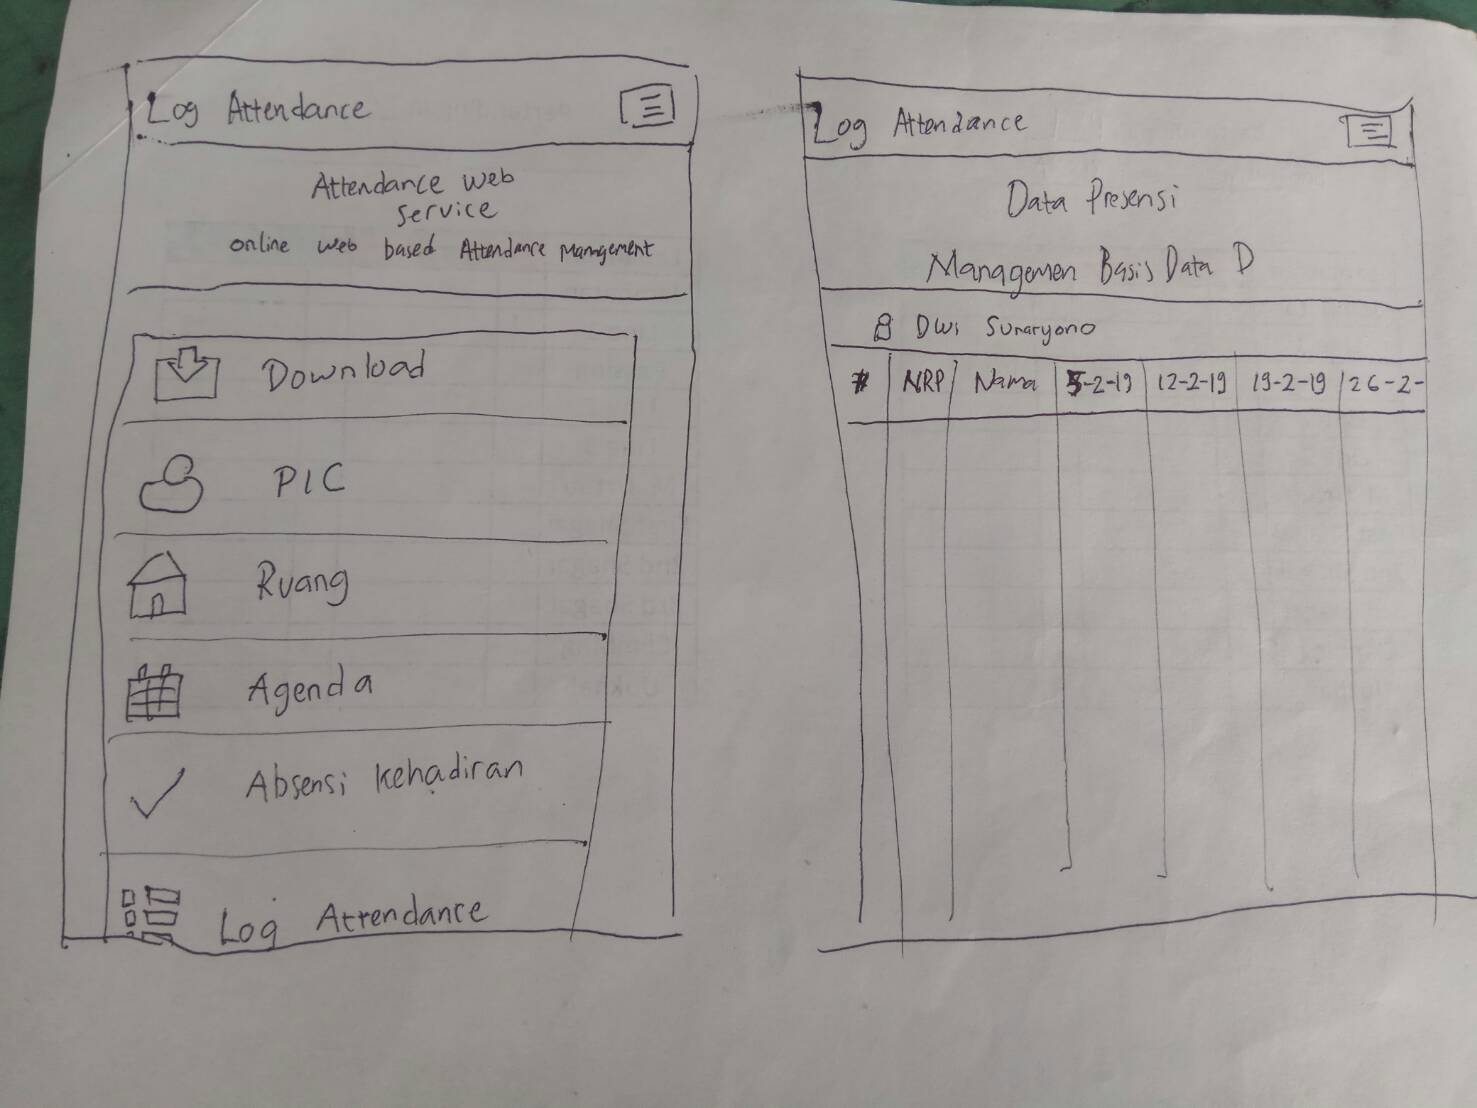 Log Attendance
Attendance web
service
online web based Attendance Management
Download
PIC
Ruang
Agenda
Absensi kehadiran
Log Attendance
Log Attendance
Data Presensi
Managemen Basis Data D
Dwi Sunaryono
# NRP Nama 5-2-19 12-2-19 19-2-19 26-2-